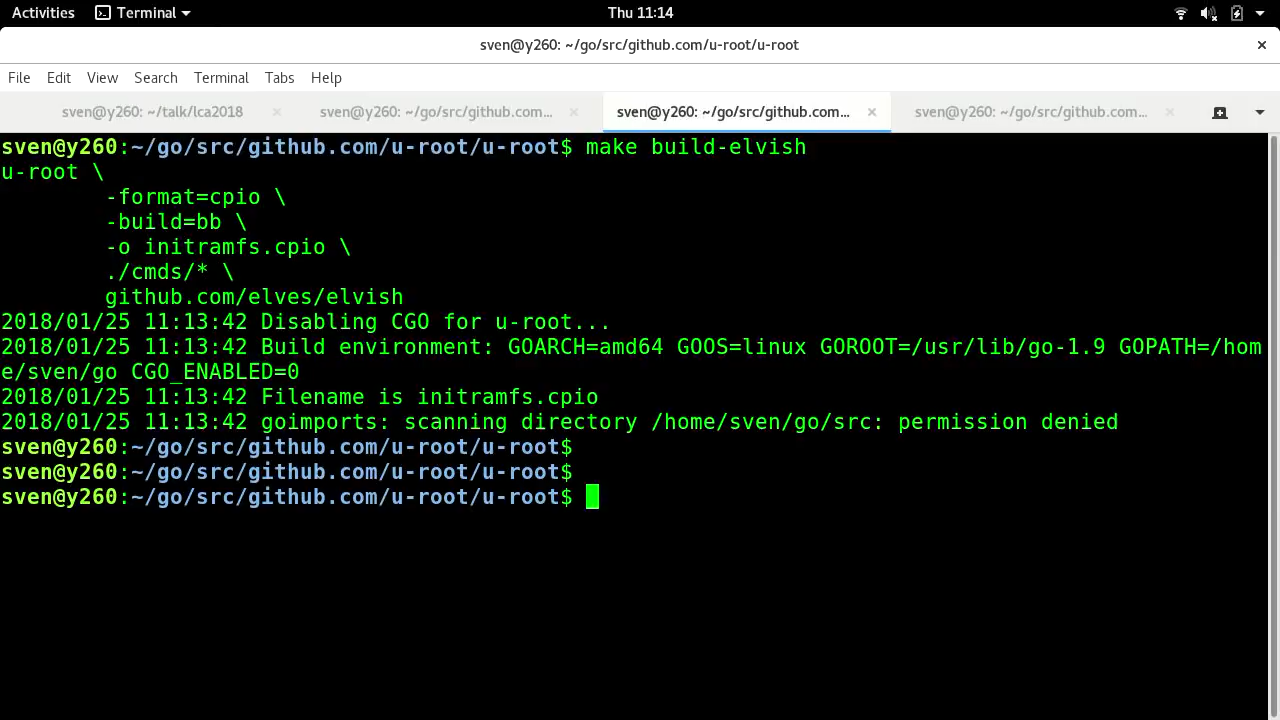 Activities Terminal Thu 11:14
sven@y260: ~/go/src/github.com/u-root/u-root
File Edit View Search Terminal Tabs Help
sven@y260: ~/talk/lca2018 sven@y260: ~/go/src/github.com... sven@y260: ~/go/src/github.com... sven@y260: ~/go/src/github.com...
sven@y260:~/go/src/github.com/u-root/u-root$ make build-elvish
u-root \
-format=cpio \
-build=bb \
-o initramfs.cpio \
./cmds/* \
github.com/elves/elvish
2018/01/25 11:13:42 Disabling CGO for u-root...
2018/01/25 11:13:42 Build environment: GOARCH=amd64 GOOS=linux GOROOT=/usr/lib/go-1.9 GOPATH=/hom
e/sven/go CGO_ENABLED=0
2018/01/25 11:13:42 Filename is initramfs.cpio
2018/01/25 11:13:42 goimports: scanning directory /home/sven/go/src: permission denied
sven@y260:~/go/src/github.com/u-root/u-root$
sven@y260:~/go/src/github.com/u-root/u-root$
sven@y260:~/go/src/github.com/u-root/u-root$